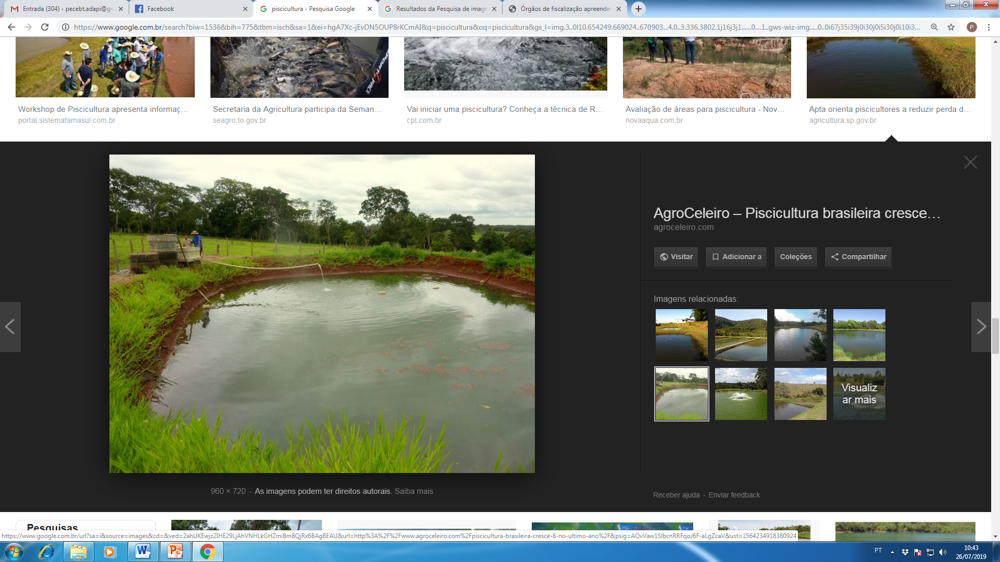 Entrada (304) - pecebt.adapi@gm
Facebook
piscicultura - Pesquisa Google
Resultados da Pesquisa de image
Órgãos de fiscalização apreende
https://www.google.com.br/search?biw=1536&bih=775&tbm=isch&sa=1&ei=hgA7Xc-jEvDN5OUP8rKCmAI&q=piscicultura&oq=piscicultura&gs_l=img.3..0l10.654249.669024..670903...4.0..3.336.3802.1j16j3j1......0....1..gws-wiz-img.....0..0i67j35i39j0i30j0i5i30j0i10i3...
P
CP
NOVA AQUA
Workshop de Piscicultura apresenta informaç...
portal.sistemafamasul.com.br
Secretaria da Agricultura participa da Seman...
seagro.to.gov.br
Vai iniciar uma piscicultura? Conheça a técnica de R...
cpt.com.br
Avaliação de áreas para piscicultura - Nov...
novaaqua.com.br
Apta orienta piscicultores a reduzir perda d...
agricultura.sp.gov.br
AgroCeleiro – Piscicultura brasileira cresce...
agroceleiro.com
Visitar
Adicionar a
Coleções
Compartilhar
Imagens relacionadas:
Visualiz
ar mais
960 × 720 - As imagens podem ter direitos autorais. Saiba mais
Receber ajuda - Enviar feedback
Pesquisas
https://www.google.com.br/url?sa=i&source=images&cd=&ved=2ahUKEwjz2IHE29LjAhVNHLkGHZmiBm8QjRx6BAgBEAU&url=http%3A%2F%2Fwww.agroceleiro.com%2Fpiscicultura-brasileira-cresce-8-no-ultimo-ano%2F&psig=AOvVaw1SlbcnRRFqoJ6F-aLgZcaV&ust=1564234918380924
PT
10:43
26/07/2019